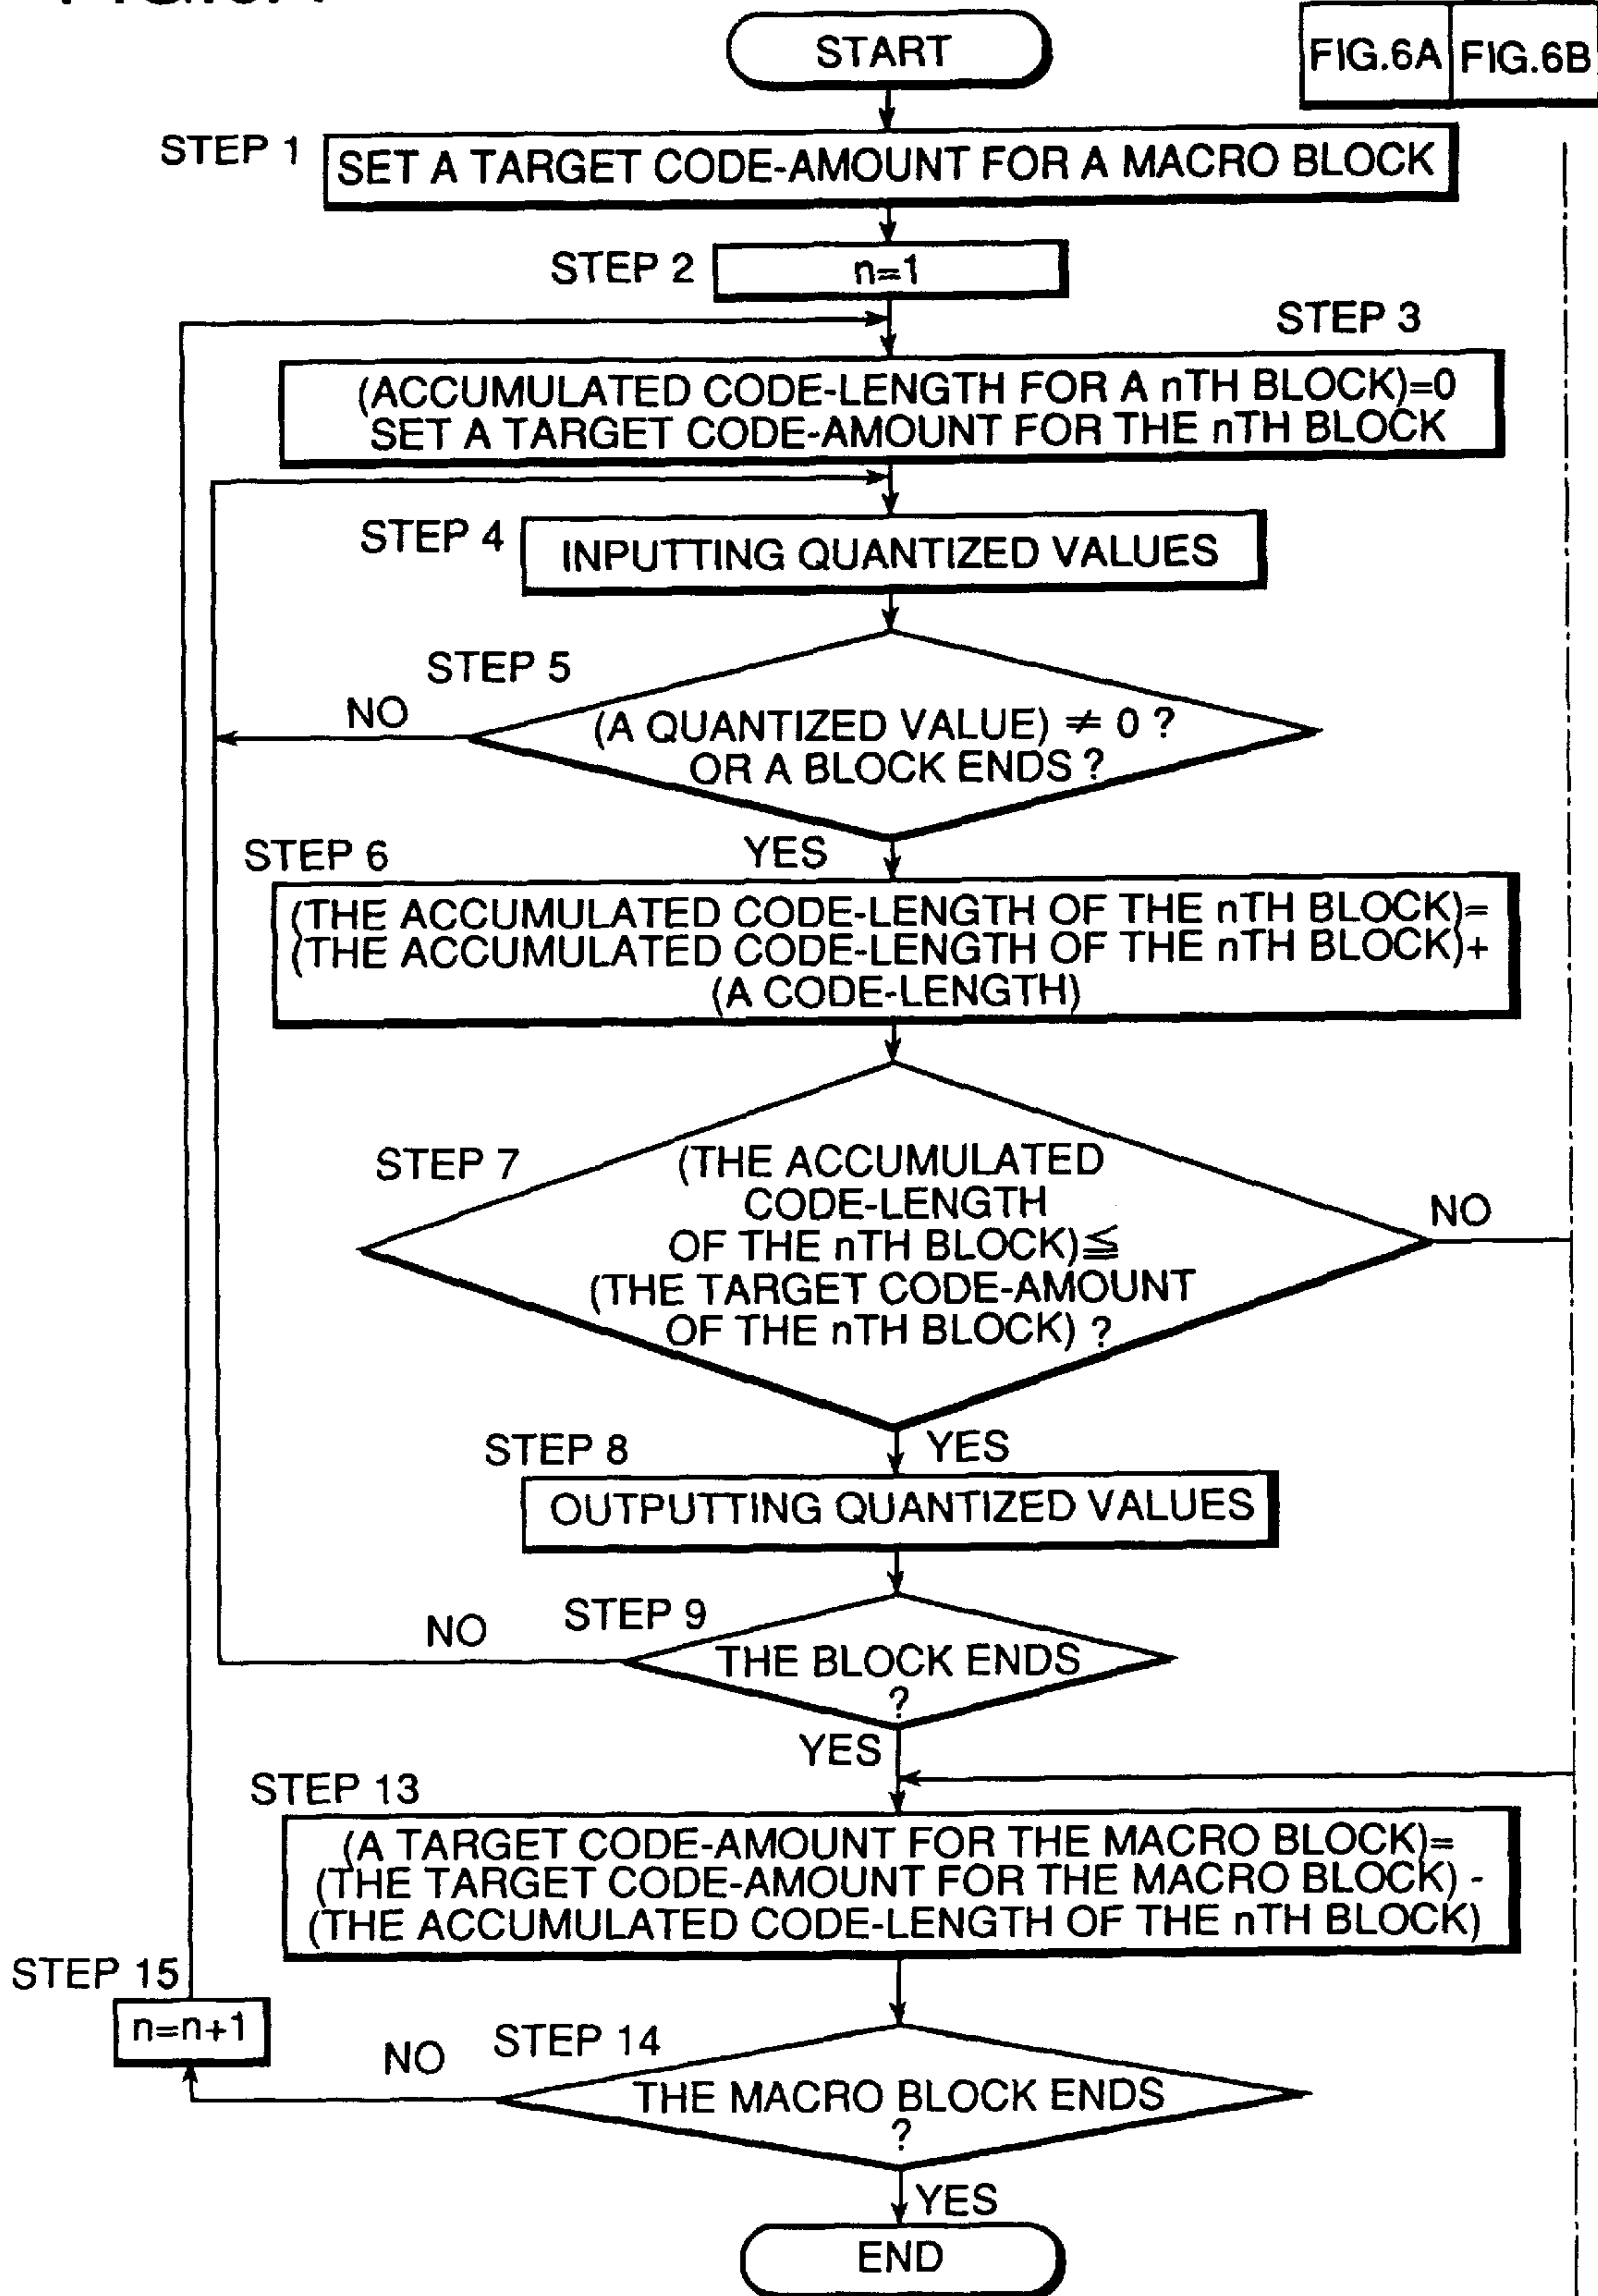 START
FIG.6A FIG.6B
STEP 1
SET A TARGET CODE-AMOUNT FOR A MACRO BLOCK
STEP 2
n=1
STEP 3
(ACCUMULATED CODE-LENGTH FOR A nTH BLOCK)=0
SET A TARGET CODE-AMOUNT FOR THE nTH BLOCK
STEP 4
INPUTTING QUANTIZED VALUES
STEP 5
NO
(A QUANTIZED VALUE) ≠ 0 ?
OR A BLOCK ENDS ?
YES
STEP 6
(THE ACCUMULATED CODE-LENGTH OF THE nTH BLOCK)=
(THE ACCUMULATED CODE-LENGTH OF THE nTH BLOCK)+
(A CODE-LENGTH)
STEP 7
(THE ACCUMULATED
CODE-LENGTH
OF THE nTH BLOCK)≦
(THE TARGET CODE-AMOUNT
OF THE nTH BLOCK) ?
NO
YES
STEP 8
OUTPUTTING QUANTIZED VALUES
STEP 9
NO
THE BLOCK ENDS
?
YES
STEP 13
(A TARGET CODE-AMOUNT FOR THE MACRO BLOCK)=
(THE TARGET CODE-AMOUNT FOR THE MACRO BLOCK) -
(THE ACCUMULATED CODE-LENGTH OF THE nTH BLOCK)
STEP 15
n=n+1
STEP 14
NO
THE MACRO BLOCK ENDS
?
YES
END